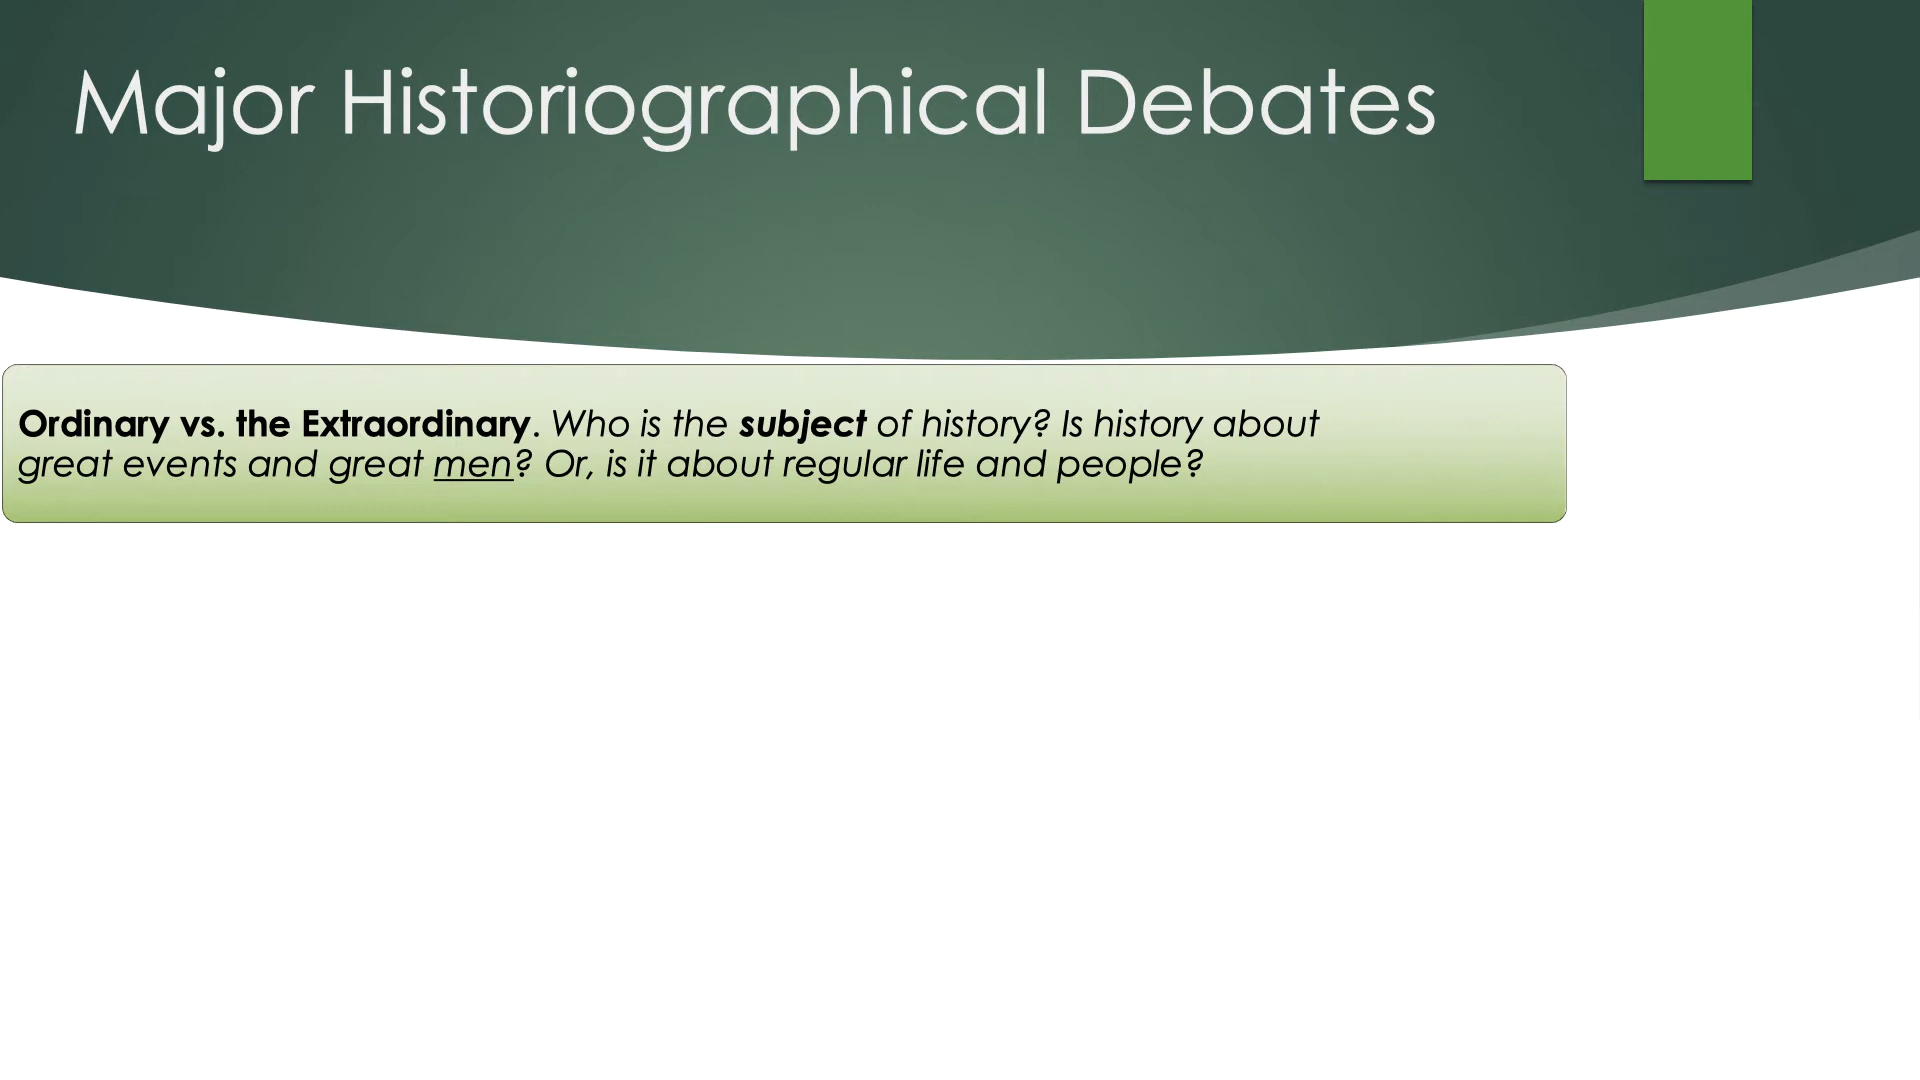 Major Historiographical Debates
Ordinary vs. the Extraordinary. Who is the subject of history? Is history about
great events and great men? Or, is it about regular life and people?